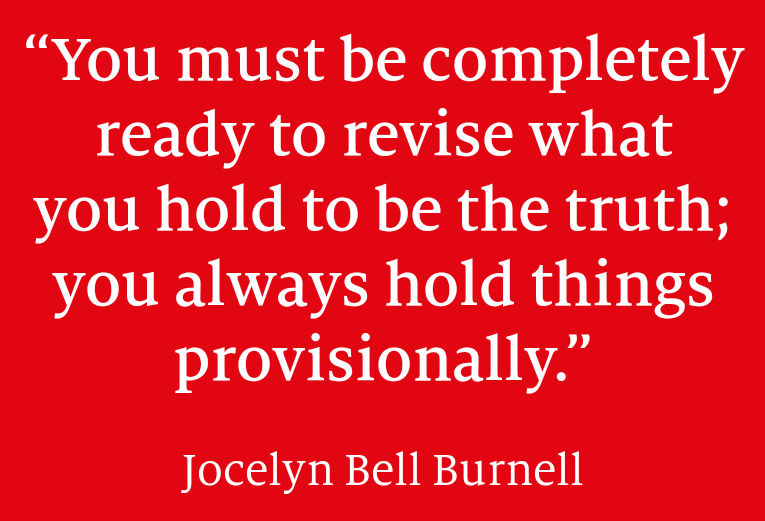 “You must be completely
ready to revise what
you hold to be the truth;
you always hold things
provisionally.”
Jocelyn Bell Burnell